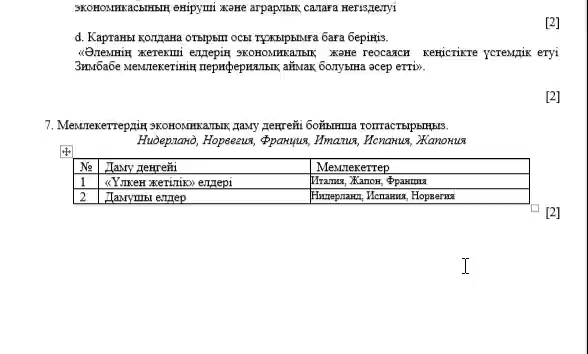 экономикасының өңіруші және аграрлық салаға негізделуі
[2]
d. Картаны қолдана отырып осы тұжырымға баға беріңіз.
«Әлемнің жетекші елдерің экономикалық және геосаяси кеңістікте үстемдік етуі
Зимбабе мемлекетінің перифериялық аймақ болуына әсер етті».
[2]
7. Мемлекеттердің экономикалық даму деңгейі бойынша топтастырыңыз.
Нидерланд, Норвегия, Франция, Италия, Испания, Жапония
№ Даму деңгейі Мемлекеттер
1 «Үлкен жетілік» елдері Италия, Жапон, Франция
2 Дамушы елдер Нидерланд, Испания, Норвегия
[2]